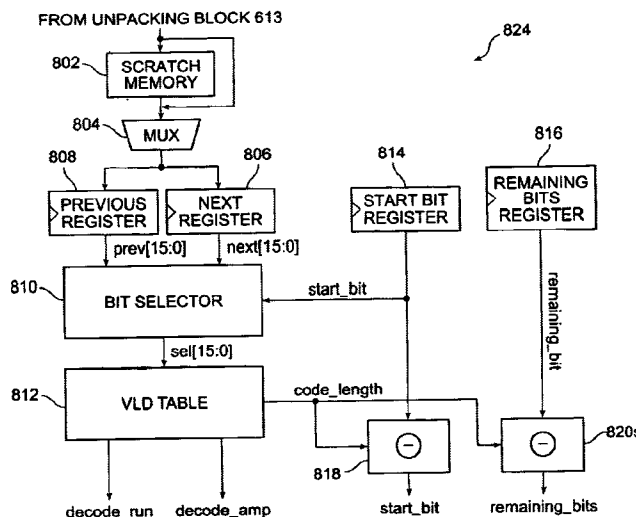 FROM UNPACKING BLOCK 613
824
802
SCRATCH
MEMORY
804
MUX
808
806
814
816
PREVIOUS
REGISTER
NEXT
REGISTER
START BIT
REGISTER
REMAINING
BITS
REGISTER
prev[15:0]
next[15:0]
810
BIT SELECTOR
start_bit
remaining_bit
sel[15:0]
812
VLD TABLE
code_length
818
820s
decode_run
decode_amp
start_bit
remaining_bits